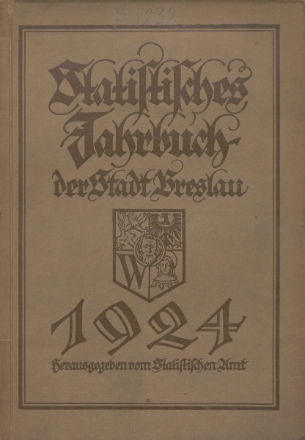 Statistisches
Jahrbuch
der Stadt Breslau
W
1924
Herausgegeben vom Statistischen Amt